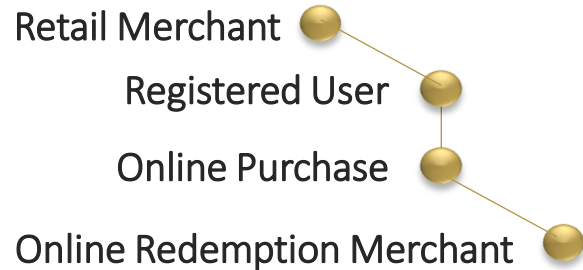 Retail Merchant
Registered User
Online Purchase
Online Redemption Merchant